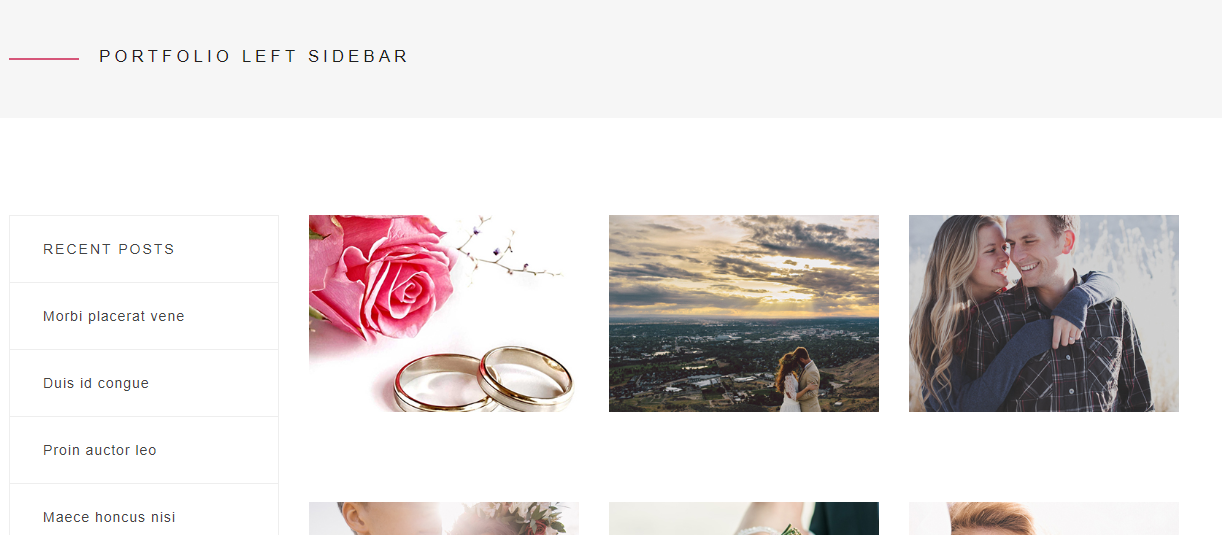 PORTFOLIO LEFT SIDEBAR
RECENT POSTS
Morbi placerat vene
Duis id congue
Proin auctor leo
Maece honcus nisi